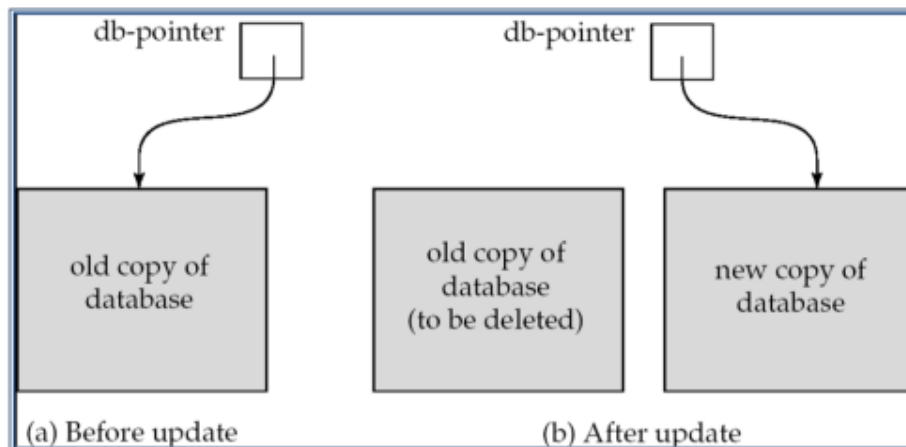 db-pointer
old copy of
database
(a) Before update
db-pointer
old copy of
database
(to be deleted)
new copy of
database
(b) After update